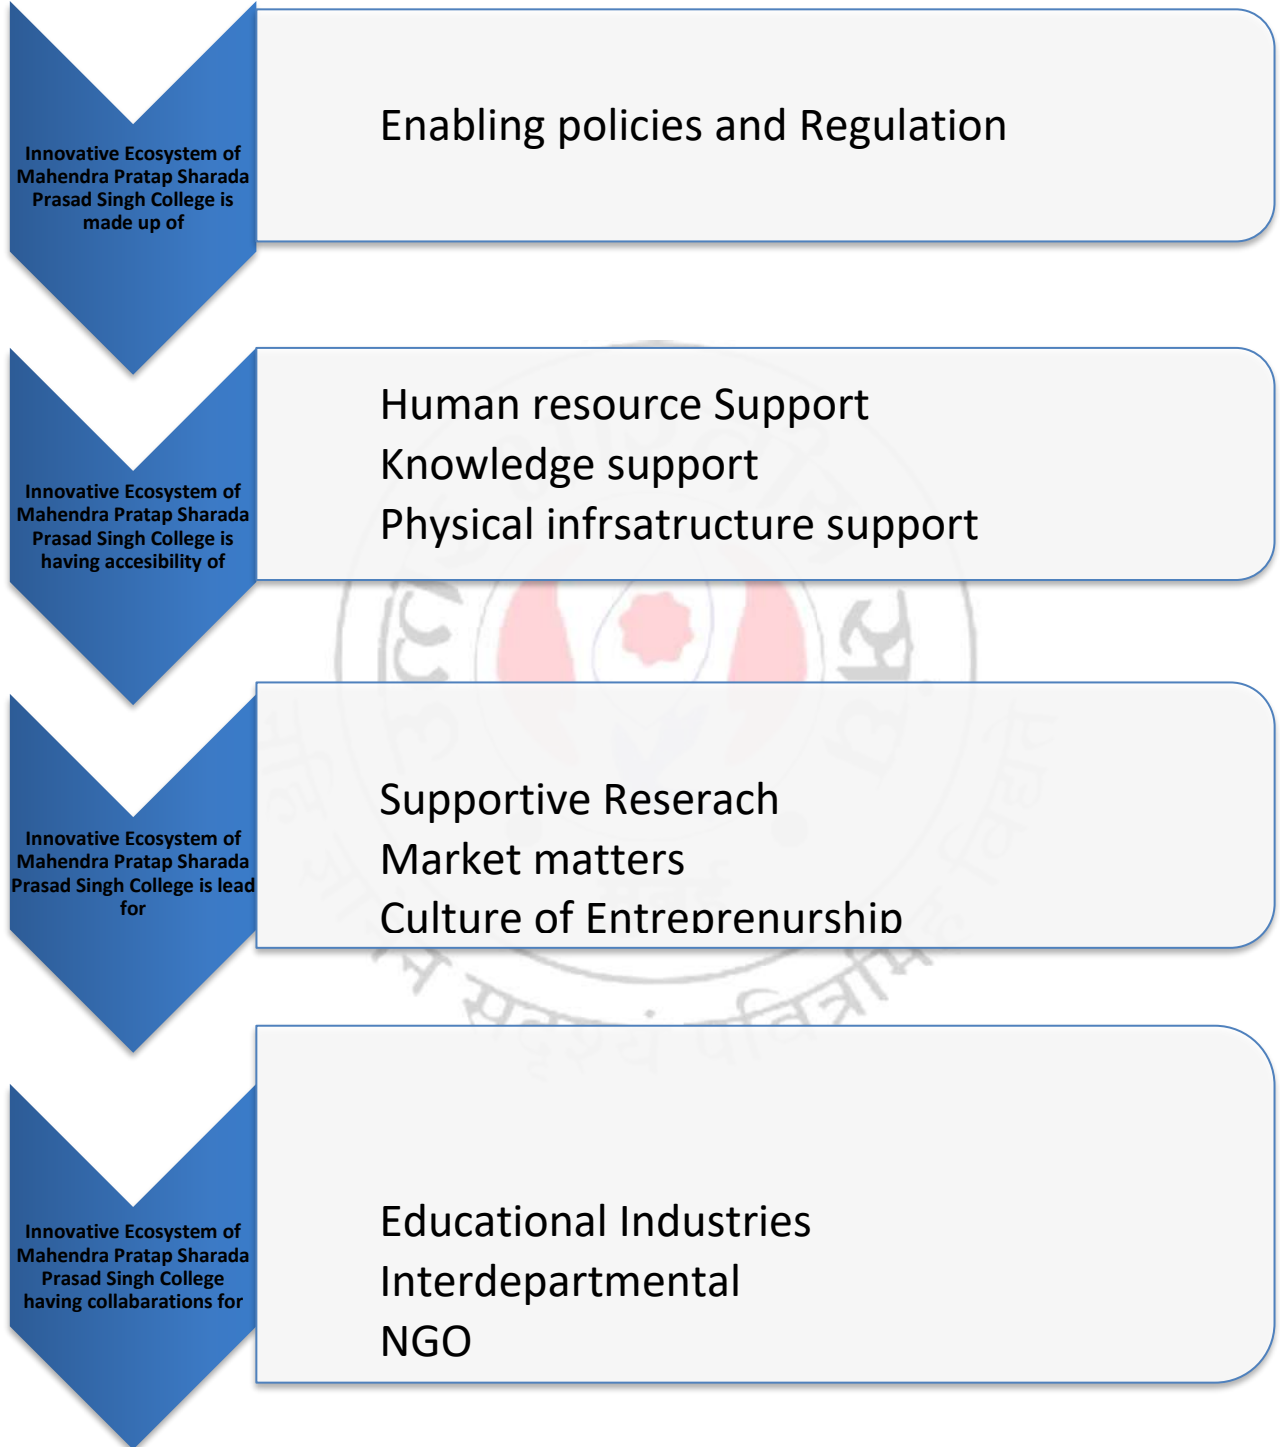 Innovative Ecosystem of
Mahendra Pratap Sharada
Prasad Singh College is
made up of
Enabling policies and Regulation
Innovative Ecosystem of
Mahendra Pratap Sharada
Prasad Singh College is
having accesibility of
Human resource Support
Knowledge support
Physical infrsatructure support
Innovative Ecosystem of
Mahendra Pratap Sharada
Prasad Singh College is lead
for
Supportive Reserach
Market matters
Culture of Entreprenurship
Innovative Ecosystem of
Mahendra Pratap Sharada
Prasad Singh College
having collabarations for
Educational Industries
Interdepartmental
NGO